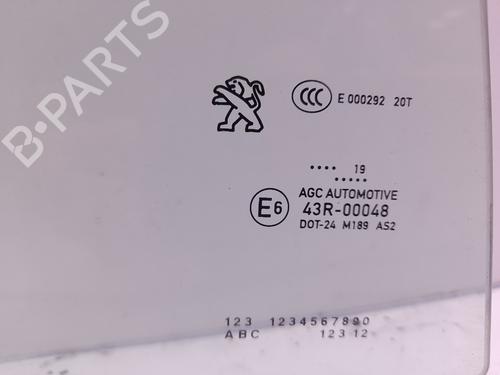 B-PARTS
CCC E 000292 20T
.... 19
.....
AGC AUTOMOTIVE
E6 43R-00048
DOT-24 M189 AS2
123 1234567890
ABC 123 12